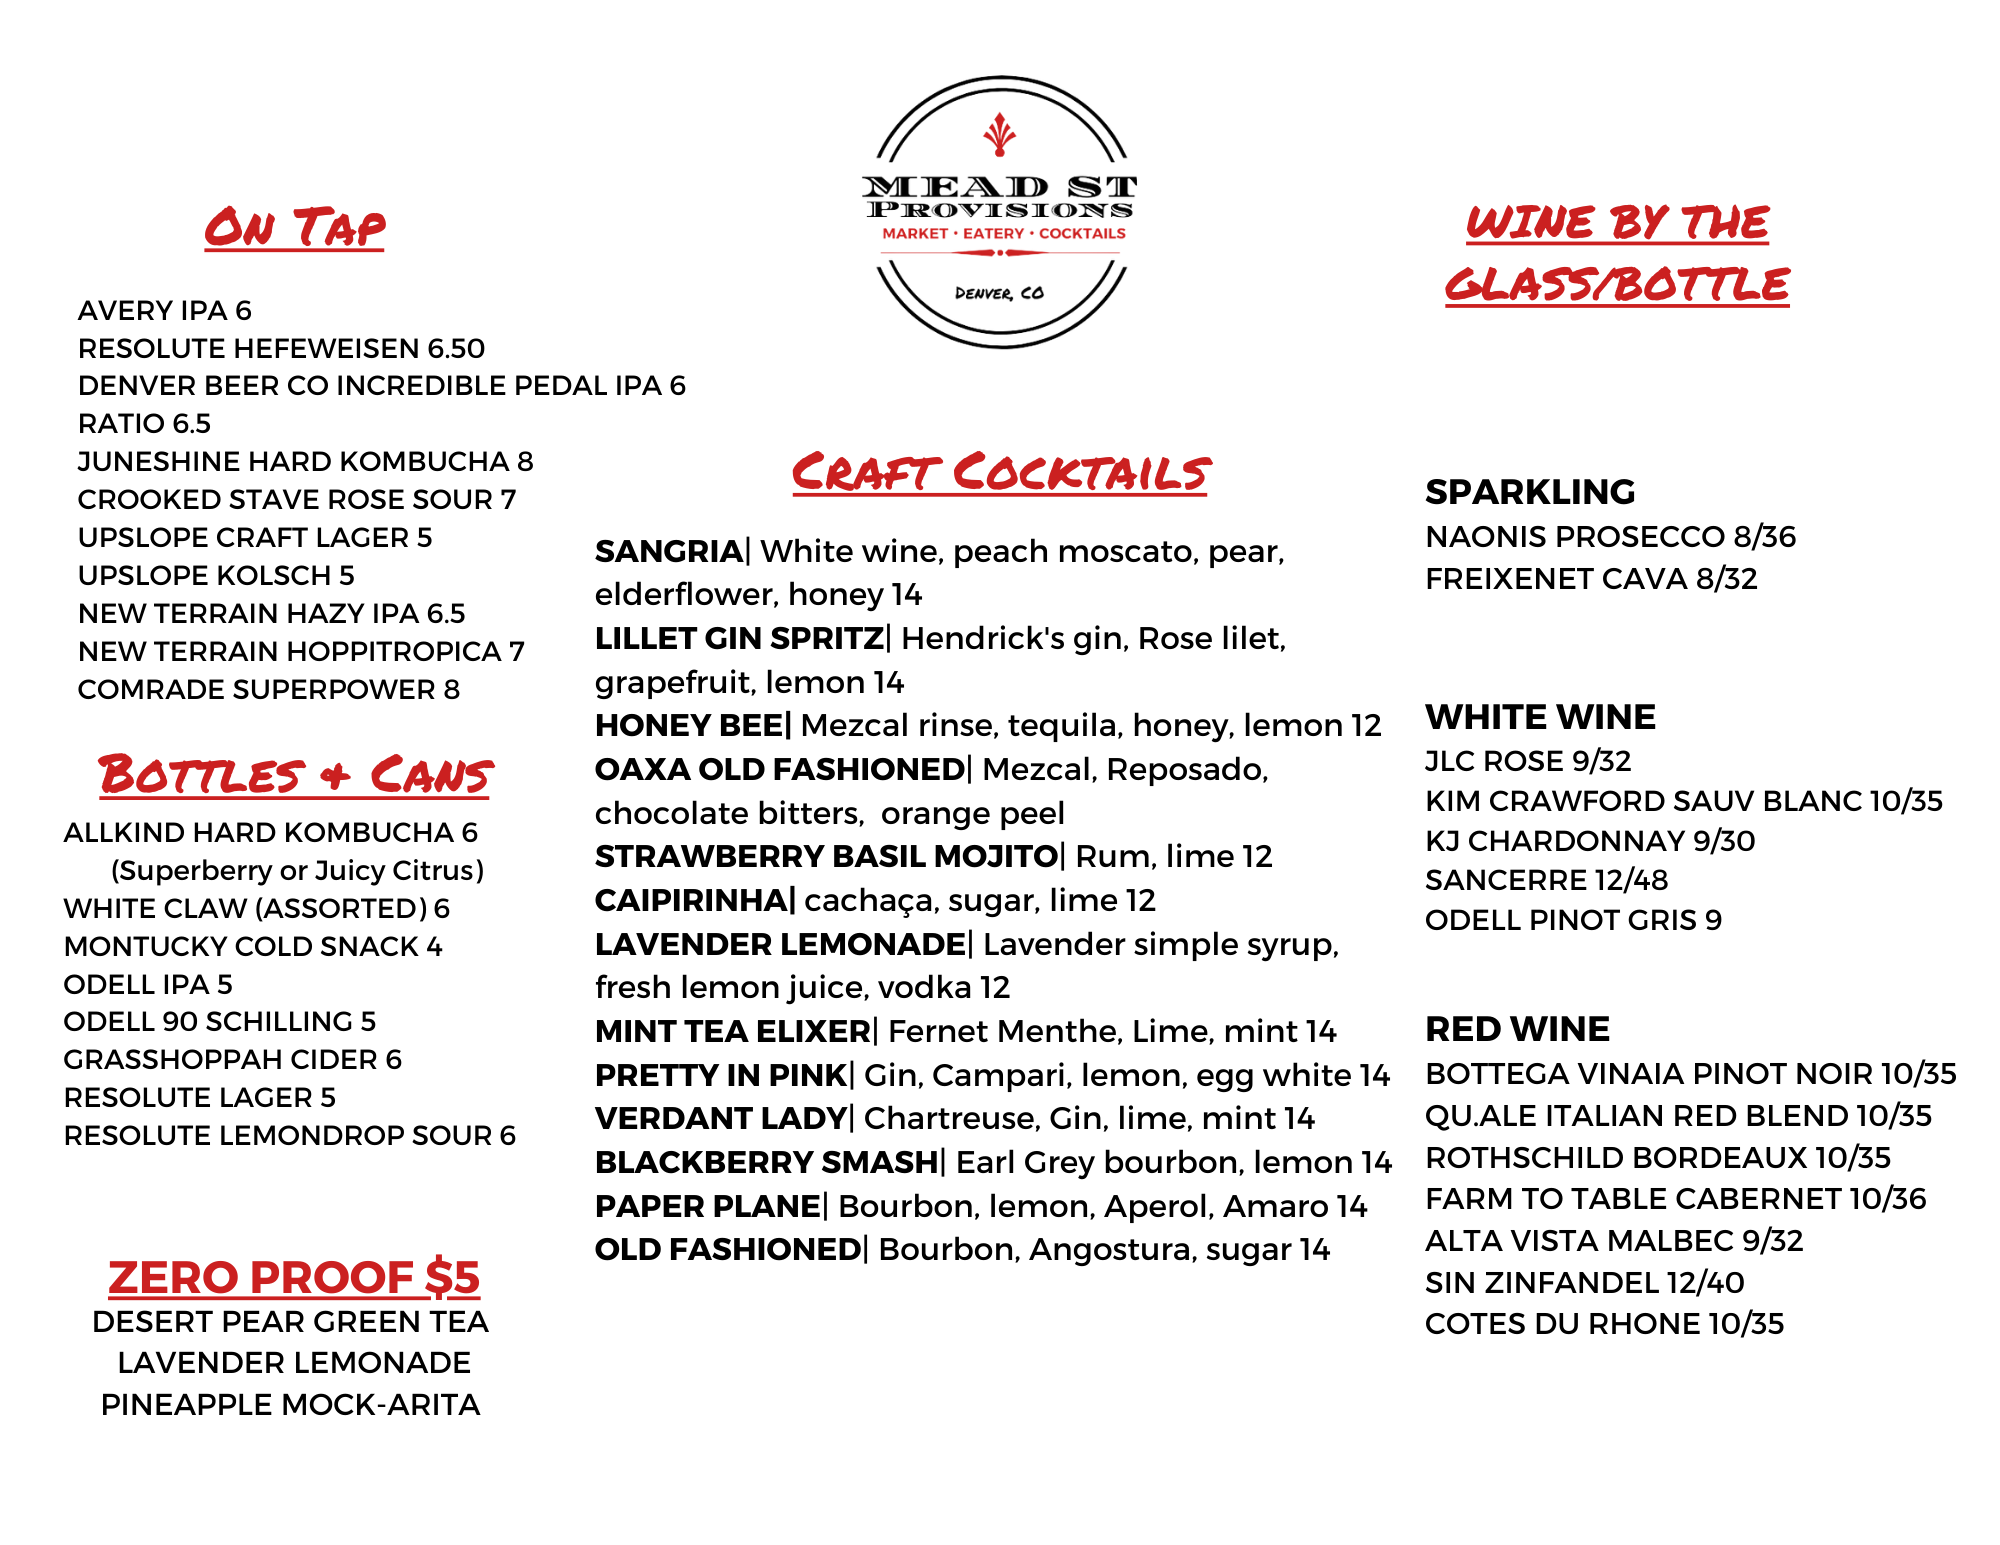 MEAD ST
PROVISIONS
MARKET • EATERY • COCKTAILS
DENVER, CO
ON TAP
AVERY IPA 6
RESOLUTE HEFEWEISEN 6.50
DENVER BEER CO INCREDIBLE PEDAL IPA 6
RATIO 6.5
JUNESHINE HARD KOMBUCHA 8
CROOKED STAVE ROSE SOUR 7
UPSLOPE CRAFT LAGER 5
UPSLOPE KOLSCH 5
NEW TERRAIN HAZY IPA 6.5
NEW TERRAIN HOPPITROPICA 7
COMRADE SUPERPOWER 8
BOTTLES & CANS
ALLKIND HARD KOMBUCHA 6
(Superberry or Juicy Citrus)
WHITE CLAW (ASSORTED) 6
MONTUCKY COLD SNACK 4
ODELL IPA 5
ODELL 90 SCHILLING 5
GRASSHOPPAH CIDER 6
RESOLUTE LAGER 5
RESOLUTE LEMONDROP SOUR 6
ZERO PROOF $5
DESERT PEAR GREEN TEA
LAVENDER LEMONADE
PINEAPPLE MOCK-ARITA
CRAFT COCKTAILS
SANGRIA| White wine, peach moscato, pear,
elderflower, honey 14
LILLET GIN SPRITZ| Hendrick's gin, Rose lilet,
grapefruit, lemon 14
HONEY BEE| Mezcal rinse, tequila, honey, lemon 12
OAXA OLD FASHIONED| Mezcal, Reposado,
chocolate bitters,  orange peel
STRAWBERRY BASIL MOJITO| Rum, lime 12
CAIPIRINHA| cachaça, sugar, lime 12
LAVENDER LEMONADE| Lavender simple syrup,
fresh lemon juice, vodka 12
MINT TEA ELIXER| Fernet Menthe, Lime, mint 14
PRETTY IN PINK| Gin, Campari, lemon, egg white 14
VERDANT LADY| Chartreuse, Gin, lime, mint 14
BLACKBERRY SMASH| Earl Grey bourbon, lemon 14
PAPER PLANE| Bourbon, lemon, Aperol, Amaro 14
OLD FASHIONED| Bourbon, Angostura, sugar 14
WINE BY THE
GLASS/BOTTLE
SPARKLING
NAONIS PROSECCO 8/36
FREIXENET CAVA 8/32
WHITE WINE
JLC ROSE 9/32
KIM CRAWFORD SAUV BLANC 10/35
KJ CHARDONNAY 9/30
SANCERRE 12/48
ODELL PINOT GRIS 9
RED WINE
BOTTEGA VINAIA PINOT NOIR 10/35
QU.ALE ITALIAN RED BLEND 10/35
ROTHSCHILD BORDEAUX 10/35
FARM TO TABLE CABERNET 10/36
ALTA VISTA MALBEC 9/32
SIN ZINFANDEL 12/40
COTES DU RHONE 10/35